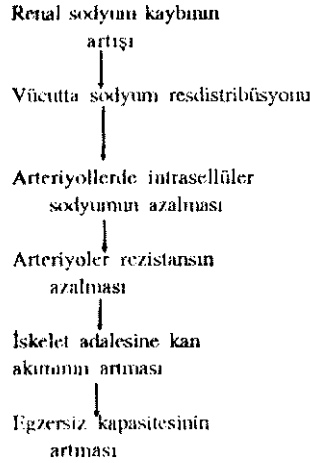 Renal sodyum kaybının
artışı
Vücutta sodyum resdistribüsyonu
Arteriyollerde intrasellüler
sodyumun azalması
Arteriyoler rezistansın
azalması
İskelet adalesine kan
akımının artması
Egzersiz kapasitesinin
artması